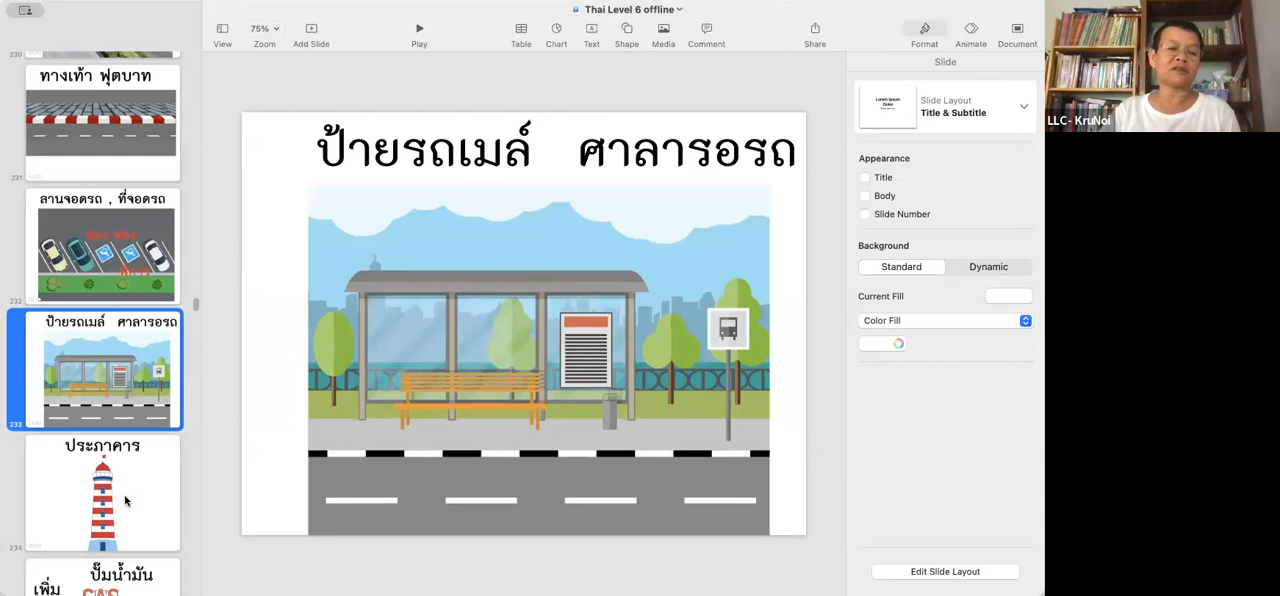 Thai Level 6 offline
75%
View
Zoom
Add Slide
Play
Table
Chart
Text
Shape
Media
Comment
Share
Format
Animate
Document
230
ทางเท้า ฟุตบาท
231
ลานจอดรถ , ที่จอดรถ
232
ป้ายรถเมล์ ศาลารอรถ
233
ประภาคาร
234
ปั๊มน้ำมัน
เพิ่ม
GAS
ป้ายรถเมล์ ศาลารอรถ
Slide
Slide Layout
Title & Subtitle
Appearance
Title
Body
Slide Number
Background
Standard
Dynamic
Current Fill
Color Fill
Edit Slide Layout
LLC- KruNoi